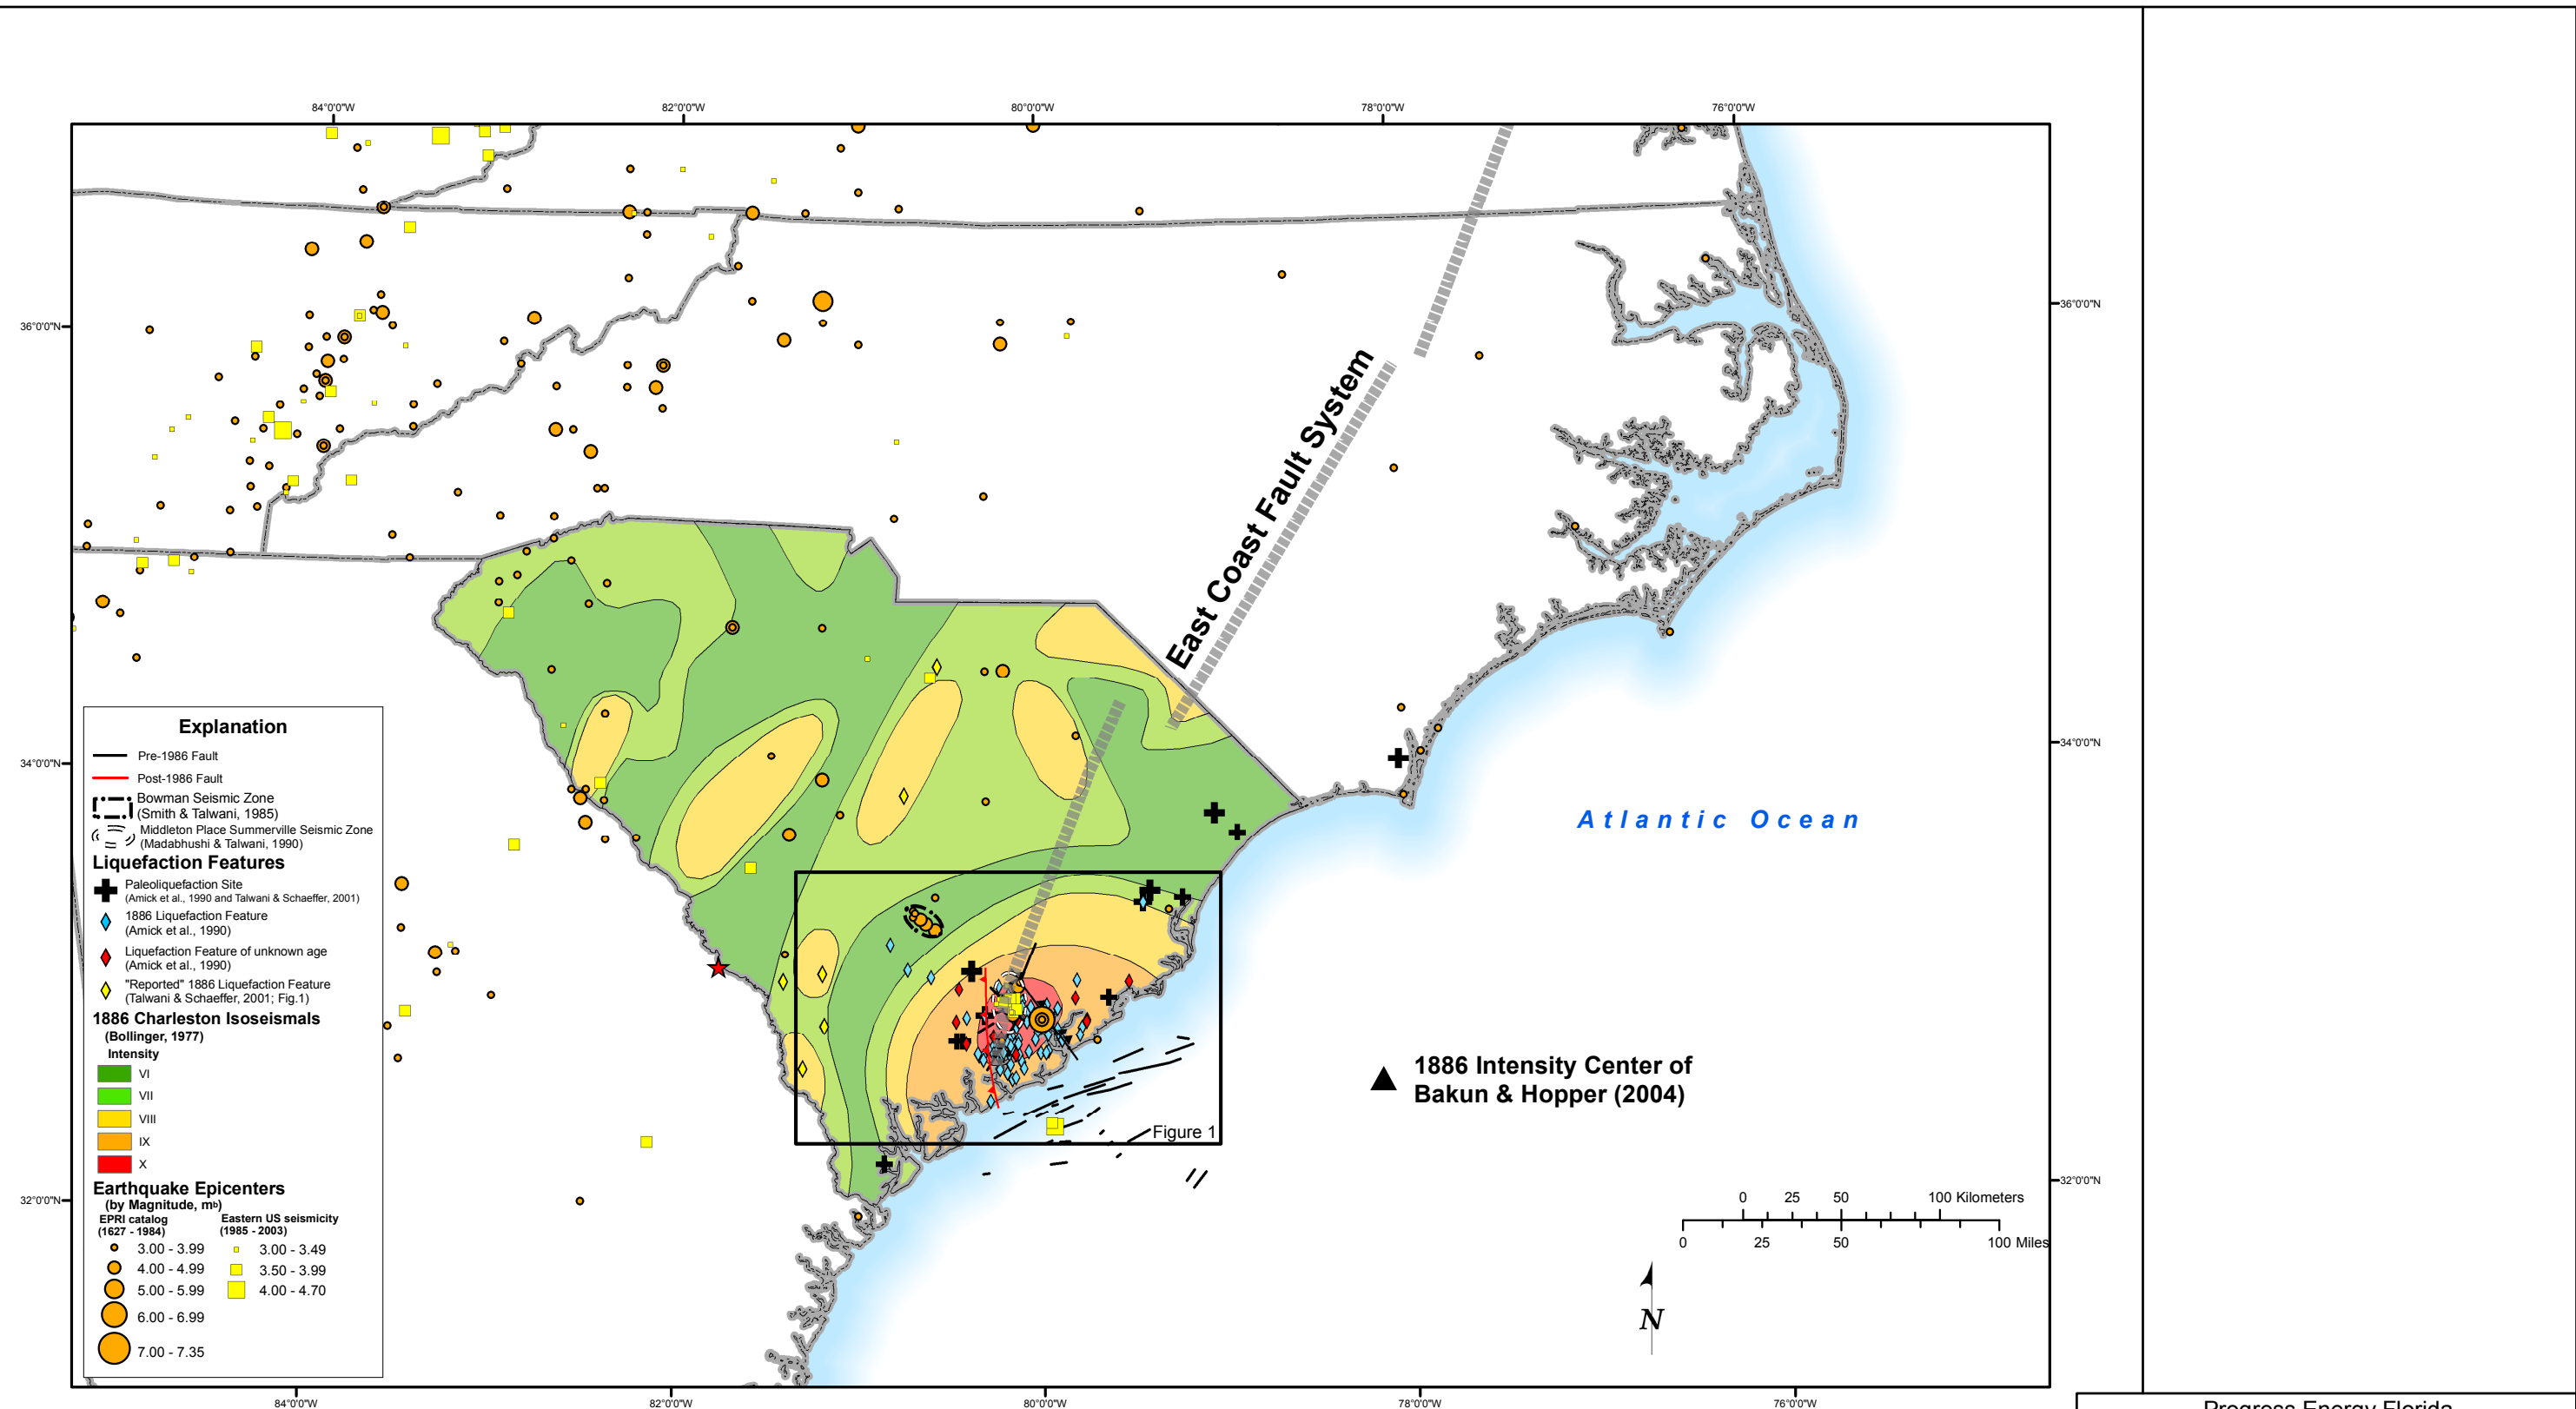 84°0'0"W
82°0'0"W
80°0'0"W
78°0'0"W
76°0'0"W
36°0'0"N
36°0'0"N
East Coast Fault System
34°0'0"N
34°0'0"N
Atlantic Ocean
Explanation
Pre-1986 Fault
Post-1986 Fault
Bowman Seismic Zone
(Smith & Talwani, 1985)
Middleton Place Summerville Seismic Zone
(Madabhushi & Talwani, 1990)
Liquefaction Features
Paleoliquefaction Site
(Amick et al., 1990 and Talwani & Schaeffer, 2001)
1886 Liquefaction Feature
(Amick et al., 1990)
Liquefaction Feature of unknown age
(Amick et al., 1990)
"Reported" 1886 Liquefaction Feature
(Talwani & Schaeffer, 2001; Fig.1)
1886 Charleston Isoseismals
(Bollinger, 1977)
Intensity
VI
VII
VIII
IX
X
Earthquake Epicenters
(by Magnitude, mb)
EPRI catalog
(1627 - 1984)
3.00 - 3.99
4.00 - 4.99
5.00 - 5.99
6.00 - 6.99
7.00 - 7.35
Eastern US seismicity
(1985 - 2003)
3.00 - 3.49
3.50 - 3.99
4.00 - 4.70
Figure 1
1886 Intensity Center of
Bakun & Hopper (2004)
32°0'0"N
32°0'0"N
0 25 50 100 Kilometers
0 25 50 100 Miles
N
84°0'0"W
82°0'0"W
80°0'0"W
78°0'0"W
76°0'0"W
Progress Energy Florida